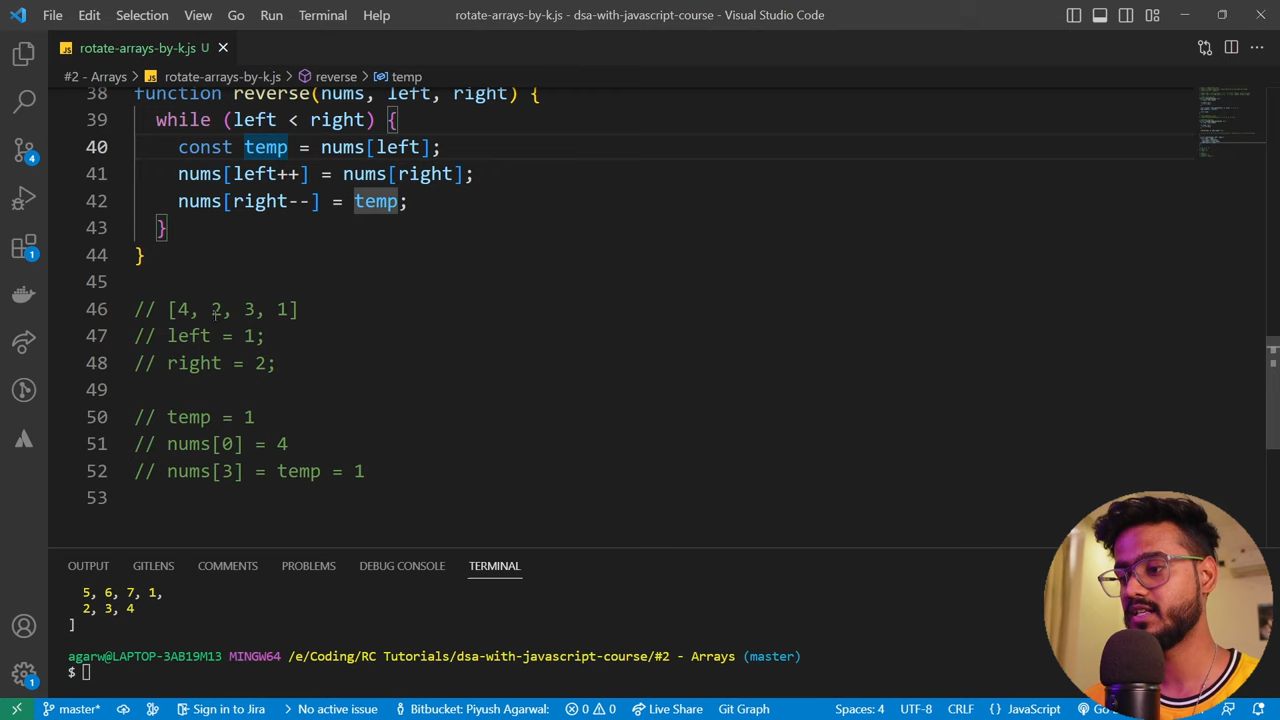 File Edit Selection View Go Run Terminal Help rotate-arrays-by-k.js - dsa-with-javascript-course - Visual Studio Code
JS rotate-arrays-by-k.js U
#2 - Arrays > JS rotate-arrays-by-k.js > reverse > temp
38 function reverse(nums, left, right) {
39 while (left < right) {
40 const temp = nums[left];
41 nums[left++] = nums[right];
42 nums[right--] = temp;
43 }
44 }
45
46 // [4, 2, 3, 1]
47 // left = 1;
48 // right = 2;
49
50 // temp = 1
51 // nums[0] = 4
52 // nums[3] = temp = 1
53
4
1
1
OUTPUT GITLENS COMMENTS PROBLEMS DEBUG CONSOLE TERMINAL
5, 6, 7, 1,
2, 3, 4
]
agarw@LAPTOP-3AB19M13 MINGW64 /e/Coding/RC Tutorials/dsa-with-javascript-course/#2 - Arrays (master)
$
master* Sign in to Jira No active issue Bitbucket: Piyush Agarwal: 0 0 Live Share Git Graph Spaces: 4 UTF-8 CRLF {} JavaScript